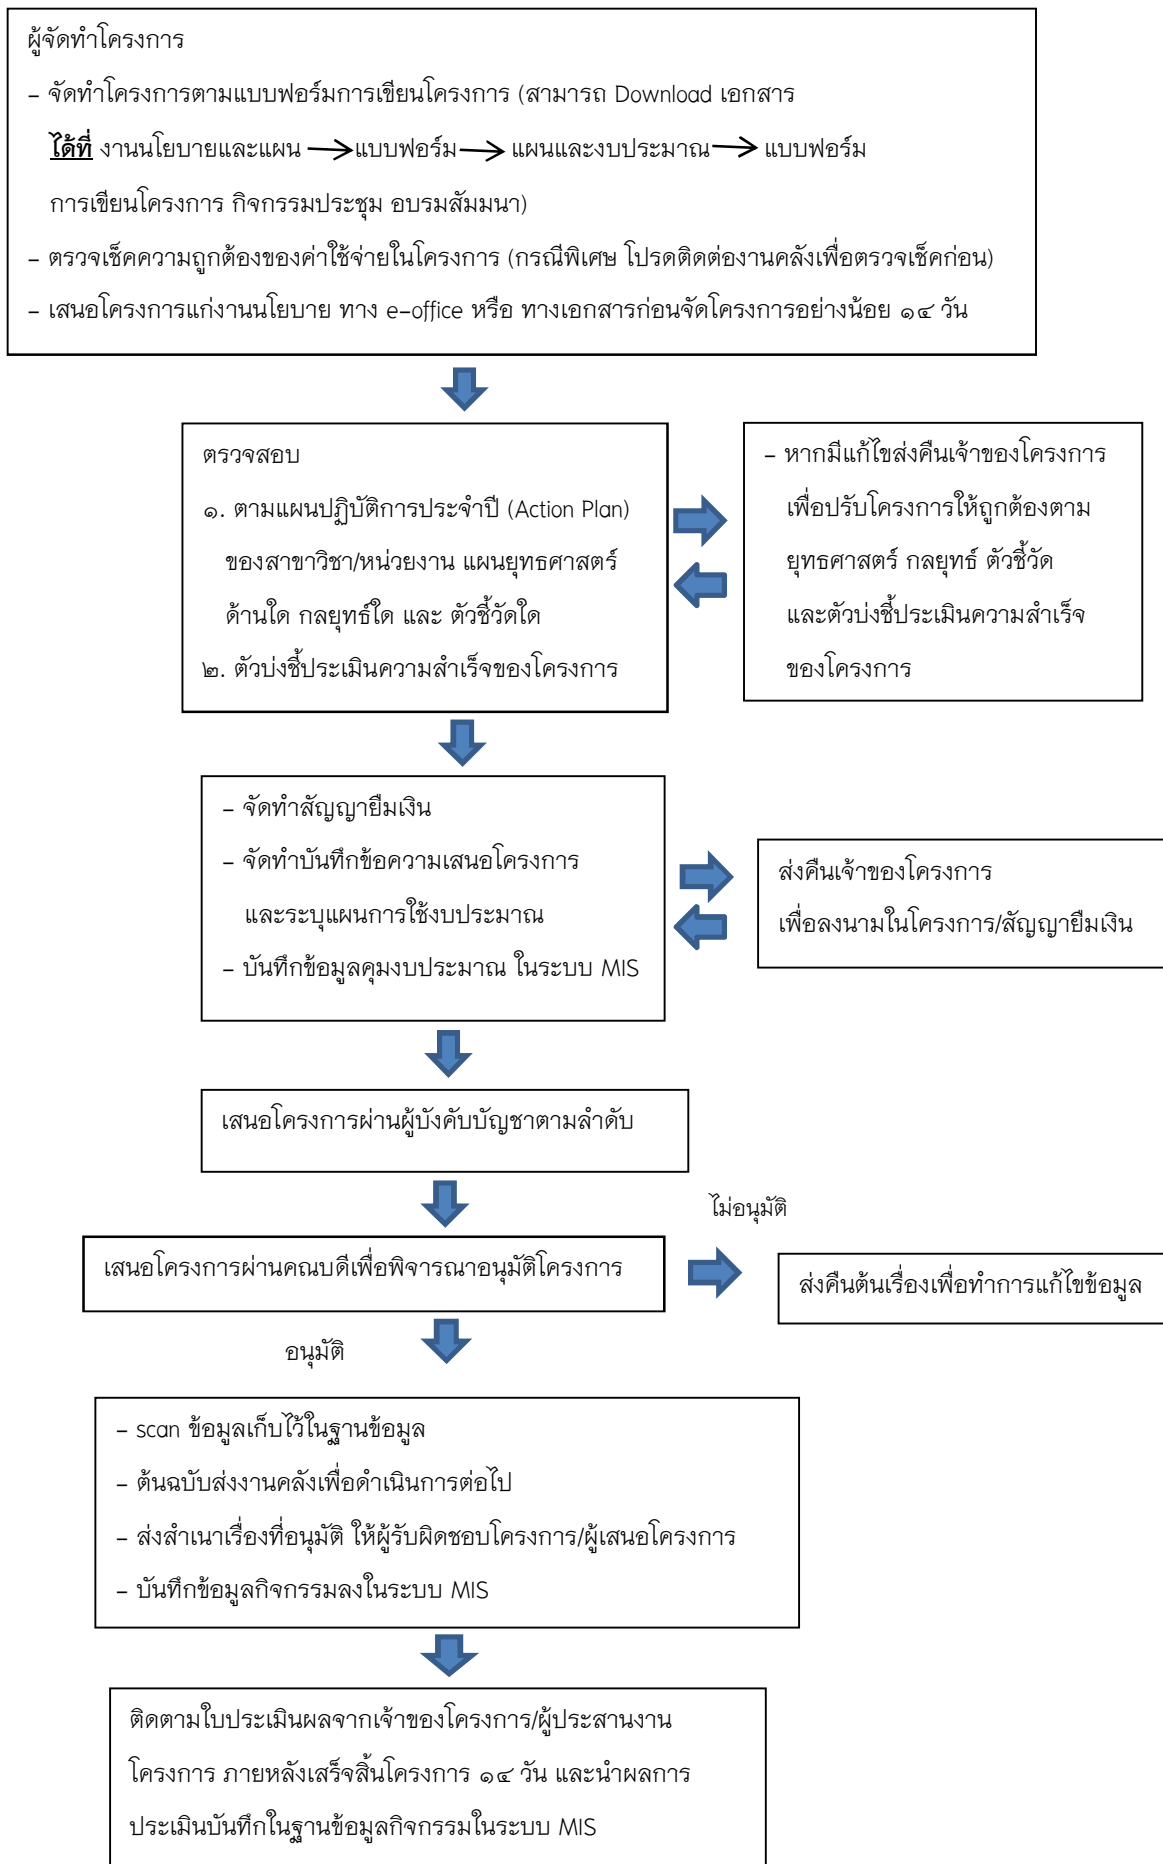 ผู้จัดทำโครงการ
– จัดทำโครงการตามแบบฟอร์มการเขียนโครงการ (สามารถ Download เอกสาร
ได้ที่ งานนโยบายและแผน → แบบฟอร์ม → แผนและงบประมาณ → แบบฟอร์ม
การเขียนโครงการ กิจกรรมประชุม อบรมสัมมนา)
– ตรวจเช็คความถูกต้องของค่าใช้จ่ายในโครงการ (กรณีพิเศษ โปรดติดต่องานคลังเพื่อตรวจเช็คก่อน)
– เสนอโครงการแก่งานนโยบาย ทาง e–office หรือ ทางเอกสารก่อนจัดโครงการอย่างน้อย ๑๔ วัน
ตรวจสอบ
๑. ตามแผนปฏิบัติการประจำปี (Action Plan)
ของสาขาวิชา/หน่วยงาน แผนยุทธศาสตร์
ด้านใด กลยุทธ์ใด และ ตัวชี้วัดใด
๒. ตัวบ่งชี้ประเมินความสำเร็จของโครงการ
– หากมีแก้ไขส่งคืนเจ้าของโครงการ
เพื่อปรับโครงการให้ถูกต้องตาม
ยุทธศาสตร์ กลยุทธ์ ตัวชี้วัด
และตัวบ่งชี้ประเมินความสำเร็จ
ของโครงการ
– จัดทำสัญญายืมเงิน
– จัดทำบันทึกข้อความเสนอโครงการ
และระบุแผนการใช้งบประมาณ
– บันทึกข้อมูลคุมงบประมาณ ในระบบ MIS
ส่งคืนเจ้าของโครงการ
เพื่อลงนามในโครงการ/สัญญายืมเงิน
เสนอโครงการผ่านผู้บังคับบัญชาตามลำดับ
ไม่อนุมัติ
เสนอโครงการผ่านคณบดีเพื่อพิจารณาอนุมัติโครงการ
ส่งคืนต้นเรื่องเพื่อทำการแก้ไขข้อมูล
อนุมัติ
– scan ข้อมูลเก็บไว้ในฐานข้อมูล
– ต้นฉบับส่งงานคลังเพื่อดำเนินการต่อไป
– ส่งสำเนาเรื่องที่อนุมัติ ให้ผู้รับผิดชอบโครงการ/ผู้เสนอโครงการ
– บันทึกข้อมูลกิจกรรมลงในระบบ MIS
ติดตามใบประเมินผลจากเจ้าของโครงการ/ผู้ประสานงาน
โครงการ ภายหลังเสร็จสิ้นโครงการ ๑๔ วัน และนำผลการ
ประเมินบันทึกในฐานข้อมูลกิจกรรมในระบบ MIS